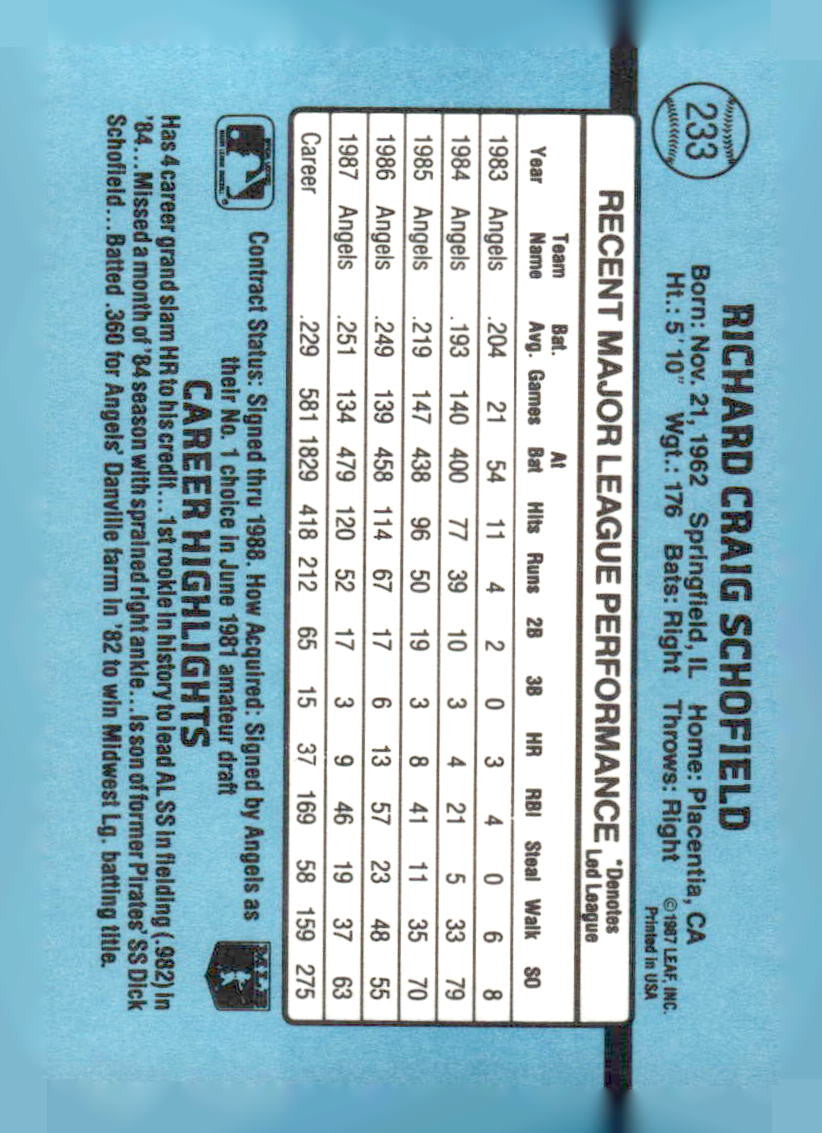 233
RICHARD CRAIG SCHOFIELD
Born: Nov. 21, 1962 Springfield, IL Home: Placentia, CA
Ht.: 5' 10" Wgt.: 176 Bats: Right Throws: Right
©1987 LEAF, INC.
Printed in USA
RECENT MAJOR LEAGUE PERFORMANCE *Denotes Led League
Year Team Name Bat. Avg. Games At Bat Hits Runs 2B 3B HR RBI Steal Walk SO
1983 Angels .204 21 54 11 4 2 0 3 4 0 6 8
1984 Angels .193 140 400 77 39 10 3 4 21 5 33 79
1985 Angels .219 147 438 96 50 19 3 8 41 11 35 70
1986 Angels .249 139 458 114 67 17 6 13 57 23 48 55
1987 Angels .251 134 479 120 52 17 3 9 46 19 37 63
Career .229 581 1829 418 212 65 15 37 169 58 159 275
Contract Status: Signed thru 1988. How Acquired: Signed by Angels as
their No. 1 choice in June 1981 amateur draft
CAREER HIGHLIGHTS
Has 4 career grand slam HR to his credit...1st rookie in history to lead AL SS in fielding (.982) in
'84...Missed a month of '84 season with sprained right ankle...Is son of former Pirates' SS Dick
Schofield...Batted .360 for Angels' Danville farm in '82 to win Midwest Lg. batting title.